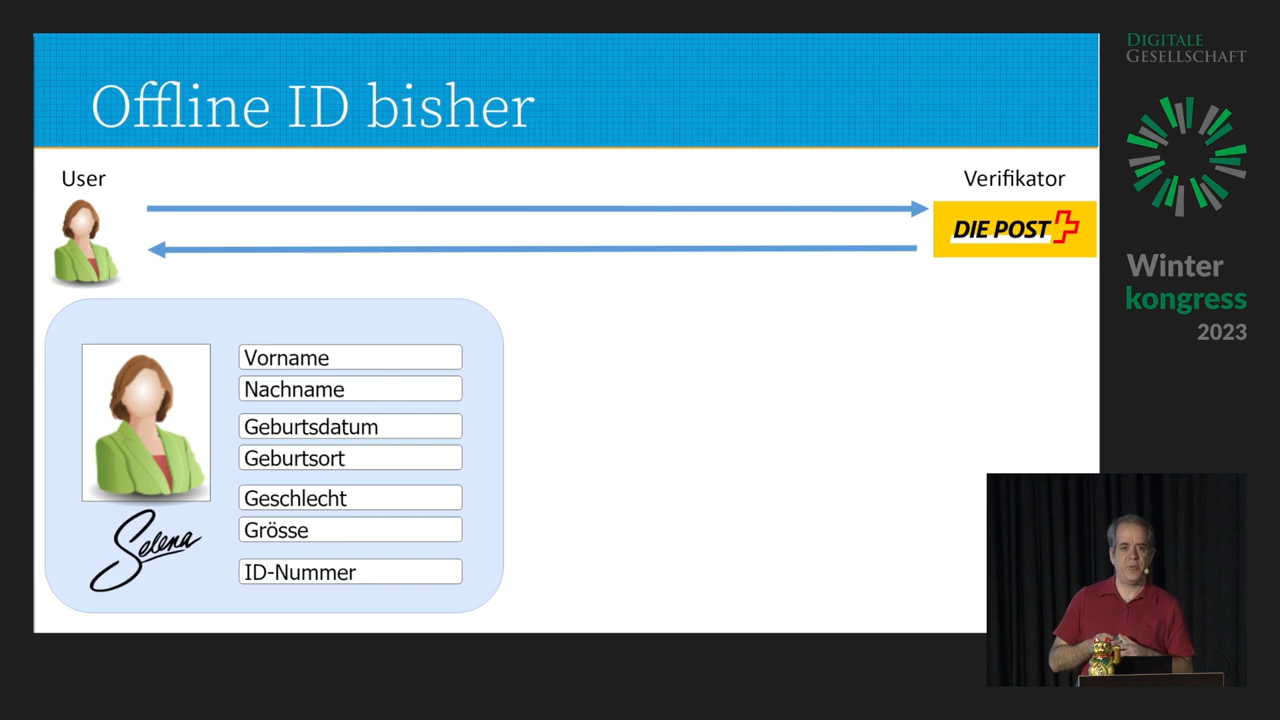 Offline ID bisher
User
Verifikator
DIE POST
Vorname
Nachname
Geburtsdatum
Geburtsort
Geschlecht
Grösse
Selena
ID-Nummer
DIGITALE
GESELLSCHAFT
Winter
kongress
2023